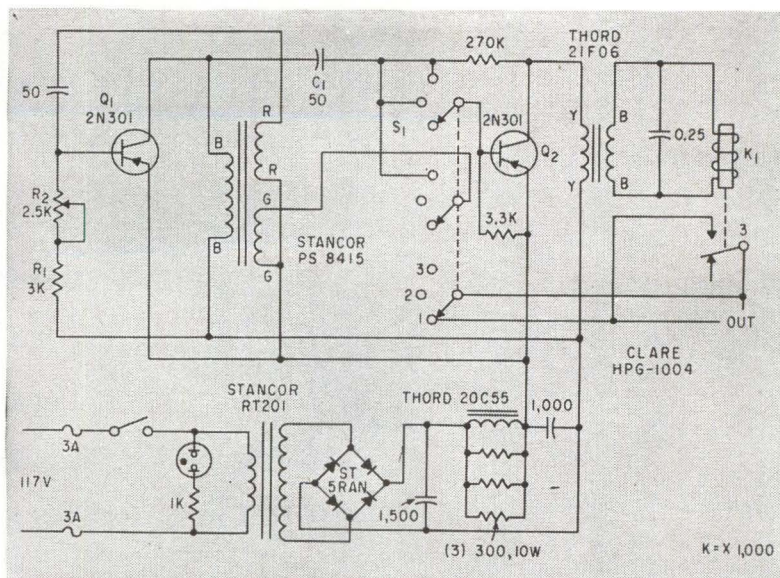 THORD
21F06
270K
C1
50
50
Q1
2N301
R
B
S1
2N301
Y
B
0.25
K1
Q2
R2
2.5K
R
G
3.3K
Y
B
3
STANCOR
PS 8415
B
G
R1
3K
3
2
1
OUT
CLARE
HPG-1004
STANCOR
RT201
THORD 20C55
1,000
3A
117V
ST
5RAN
1K
1,500
3A
(3) 300, 10W
K=X 1,000